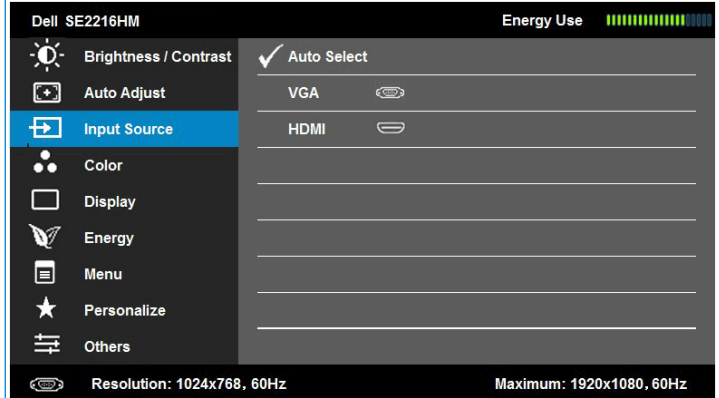 Dell SE2216HM Energy Use
Brightness / Contrast Auto Select
Auto Adjust VGA
Input Source HDMI
Color
Display
Energy
Menu
Personalize
Others
Resolution: 1024x768, 60Hz Maximum: 1920x1080, 60Hz